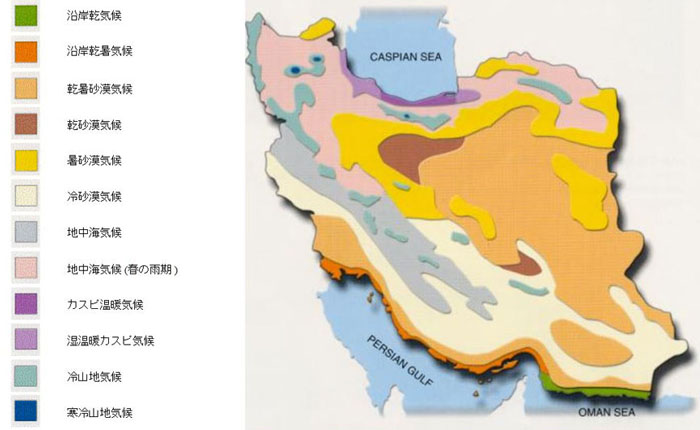 沿岸乾気候
沿岸乾暑気候
乾暑砂漠気候
乾砂漠気候
暑砂漠気候
冷砂漠気候
地中海気候
地中海気候 (春の雨期 )
カスピ温暖気候
湿温暖カスピ気候
冷山地気候
寒冷山地気候
CASPIAN SEA
PERSIAN GULF
OMAN SEA